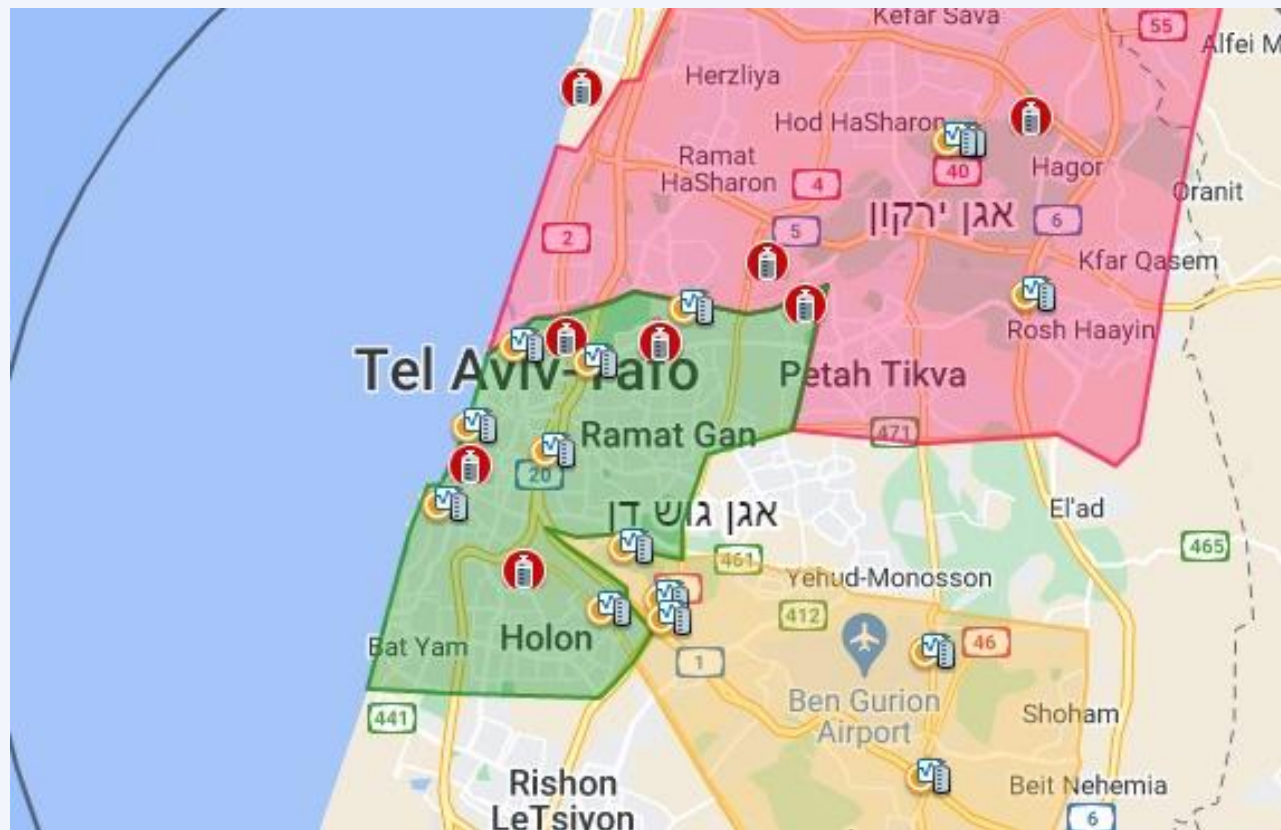 Kefar Sava
55
Alfei M
Herzliya
Hod HaSharon
Ramat
HaSharon
4
40
Hagor
Oranit
2
5
אגן ירקון
6
Kfar Qasem
Rosh Haayin
Tel Aviv-Yafo
Petah Tikva
Ramat Gan
471
20
אגן גוש דן
El'ad
465
461
Yehud-Monosson
412
Bat Yam
Holon
1
46
Ben Gurion
Airport
441
Shoham
Rishon
LeTsiyon
Beit Nehemia
6